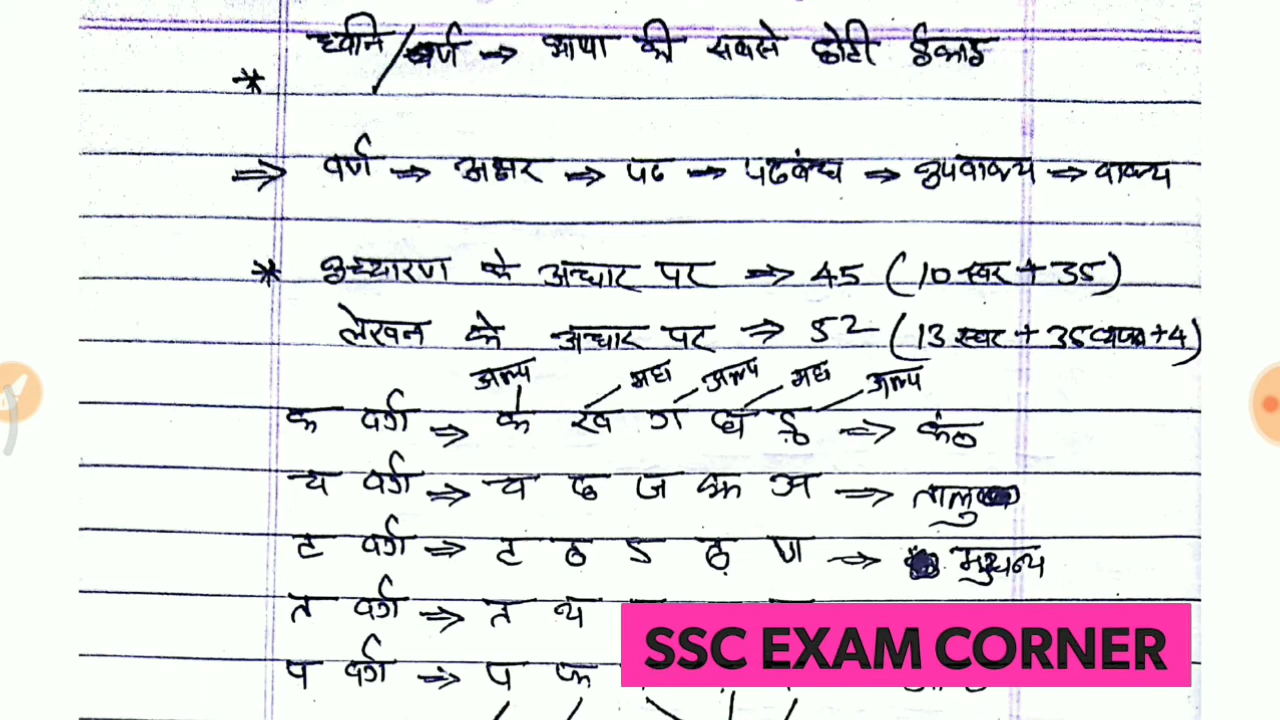 ध्वनि/वर्ण → भाषा की सबसे छोटी ईकाइ
*
⇒ वर्ण → अक्षर → पद → पदबंध → उपवाक्य → वाक्य
* उच्चारण के आधार पर ⇒ 45 (10 स्वर + 35)
लेखन के आधार पर ⇒ 52 (13 स्वर + 35 व्यंजन + 4)
अल्प महा अल्प महा अल्प
क वर्ग ⇒ क ख ग घ ङ ⇒ कंठ
च वर्ग ⇒ च छ ज झ ञ ⇒ तालु
ट वर्ग ⇒ ट ठ ड ढ ण ⇒ मुर्धन्य
त वर्ग ⇒ त थ
प वर्ग ⇒ प फ
SSC EXAM CORNER